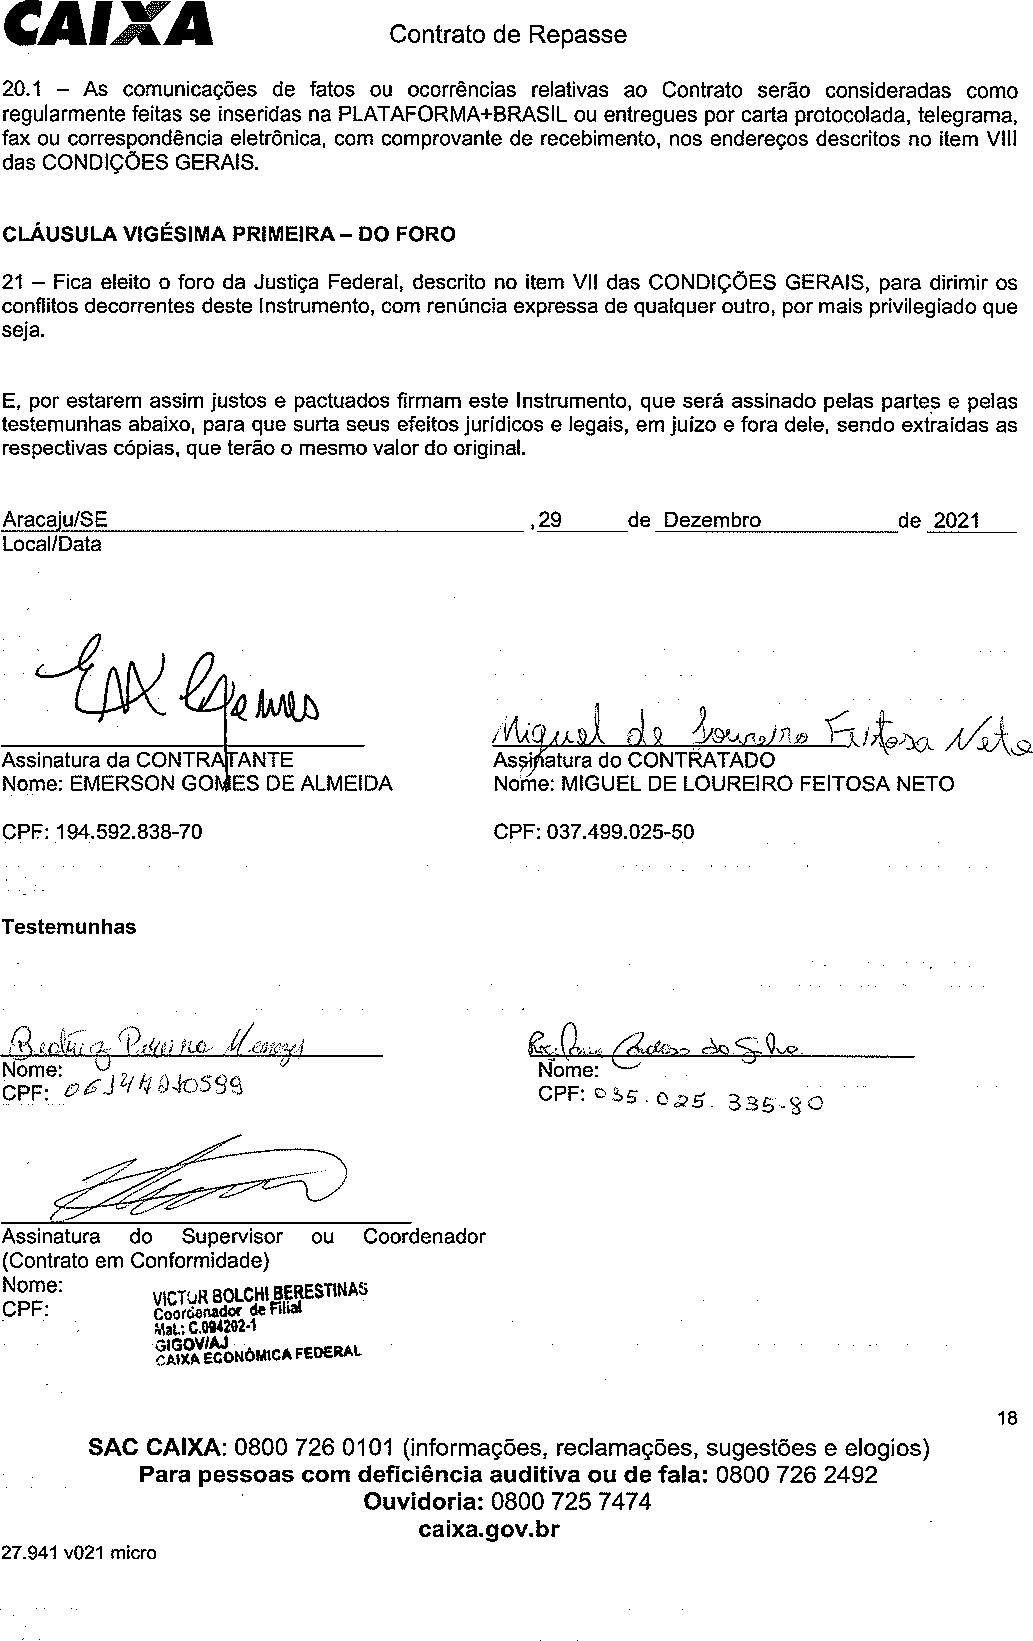 CAIXA
Contrato de Repasse
20.1 – As comunicações de fatos ou ocorrências relativas ao Contrato serão consideradas como
regularmente feitas se inseridas na PLATAFORMA+BRASIL ou entregues por carta protocolada, telegrama,
fax ou correspondência eletrônica, com comprovante de recebimento, nos endereços descritos no item VIII
das CONDIÇÕES GERAIS.
CLÁUSULA VIGÉSIMA PRIMEIRA – DO FORO
21 – Fica eleito o foro da Justiça Federal, descrito no item VII das CONDIÇÕES GERAIS, para dirimir os
conflitos decorrentes deste Instrumento, com renúncia expressa de qualquer outro, por mais privilegiado que
seja.
E, por estarem assim justos e pactuados firmam este Instrumento, que será assinado pelas partes e pelas
testemunhas abaixo, para que surta seus efeitos jurídicos e legais, em juízo e fora dele, sendo extraídas as
respectivas cópias, que terão o mesmo valor do original.
Aracaju/SE , 29 de Dezembro de 2021
Local/Data
Miguel de Loureiro Feitosa Neto
Assinatura da CONTRATANTE
Nome: EMERSON GOMES DE ALMEIDA
CPF: 194.592.838-70
Assinatura do CONTRATADO
Nome: MIGUEL DE LOUREIRO FEITOSA NETO
CPF: 037.499.025-50
Testemunhas
Beatriz Pereira Menezes
Nome:
CPF:
Cardoso da Silva
Nome:
CPF: 035.025.335-80
Assinatura do Supervisor ou Coordenador
(Contrato em Conformidade)
Nome:
CPF:
VICTOR BOLCHI BERESTINAS
Coordenador de Filial
Mat.: C.094202-1
GIGOV/AJ
CAIXA ECONÔMICA FEDERAL
18
SAC CAIXA: 0800 726 0101 (informações, reclamações, sugestões e elogios)
Para pessoas com deficiência auditiva ou de fala: 0800 726 2492
Ouvidoria: 0800 725 7474
caixa.gov.br
27.941 v021 micro